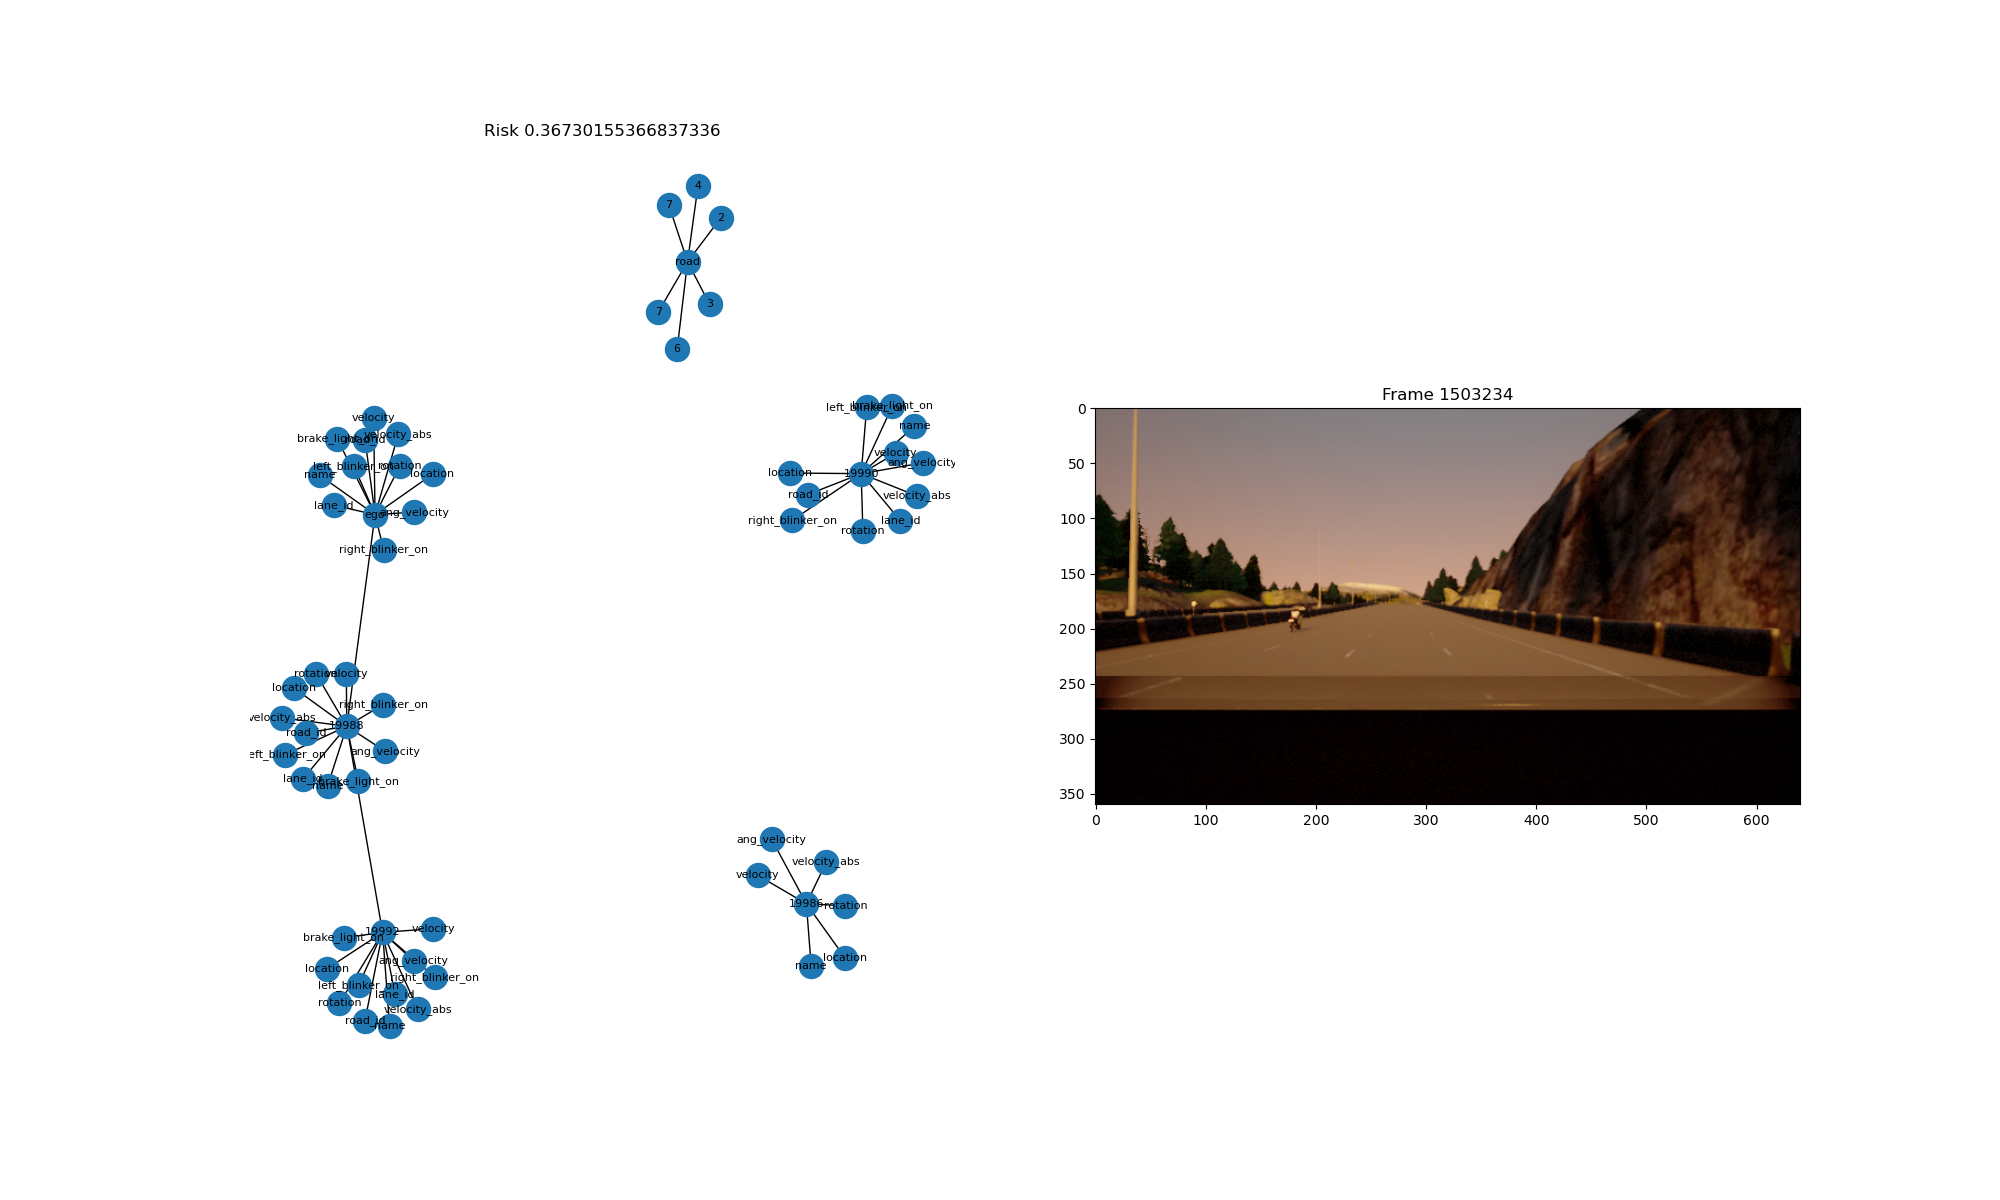 Risk 0.36730155366837336
4
7
2
road
3
7
6
velocity
brake_light_on
road_id
velocity_abs
left_blinker_on
rotation
name
location
lane_id
ego
ang_velocity
right_blinker_on
left_blinker_on
brake_light_on
name
velocity
ang_velocity
location
19990
road_id
velocity_abs
right_blinker_on
lane_id
rotation
rotation
velocity
location
right_blinker_on
velocity_abs
19988
road_id
ang_velocity
eft_blinker_on
lane_id
brake_light_on
name
ang_velocity
velocity_abs
velocity
19986
rotation
location
name
19992
velocity
brake_light_on
ang_velocity
location
right_blinker_on
left_blinker_on
lane_id
rotation
velocity_abs
road_id
name
Frame 1503234
0
50
100
150
200
250
300
350
0 100 200 300 400 500 600